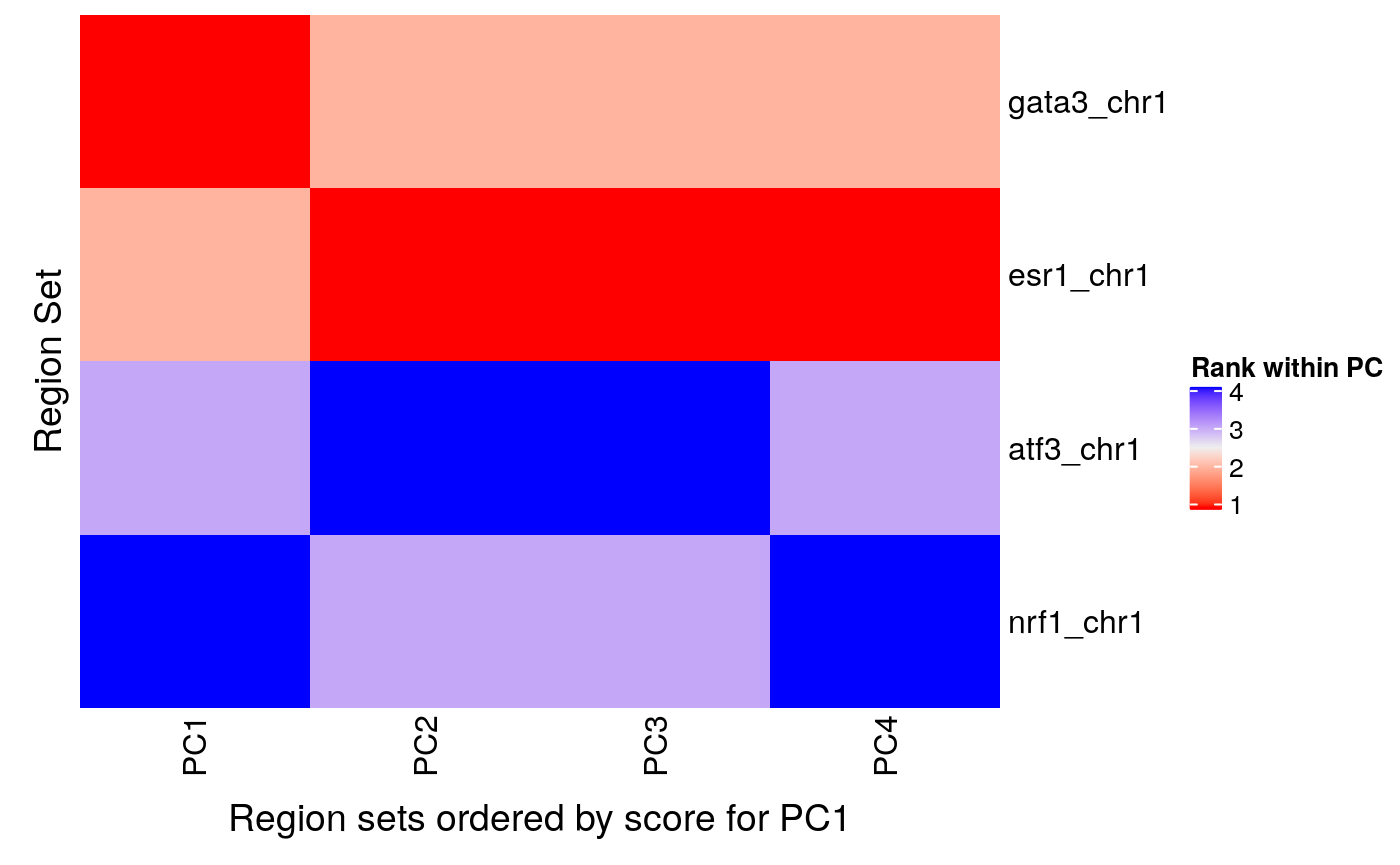 gata3_chr1
esr1_chr1
Region Set
atf3_chr1
nrf1_chr1
Rank within PC
4
3
2
1
PC1 PC2 PC3 PC4
Region sets ordered by score for PC1